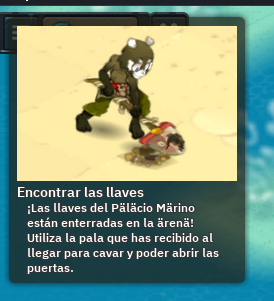 Encontrar las llaves
¡Las llaves del Päläcio Märino
están enterradas en la ärenä!
Utiliza la pala que has recibido al
llegar para cavar y poder abrir las
puertas.